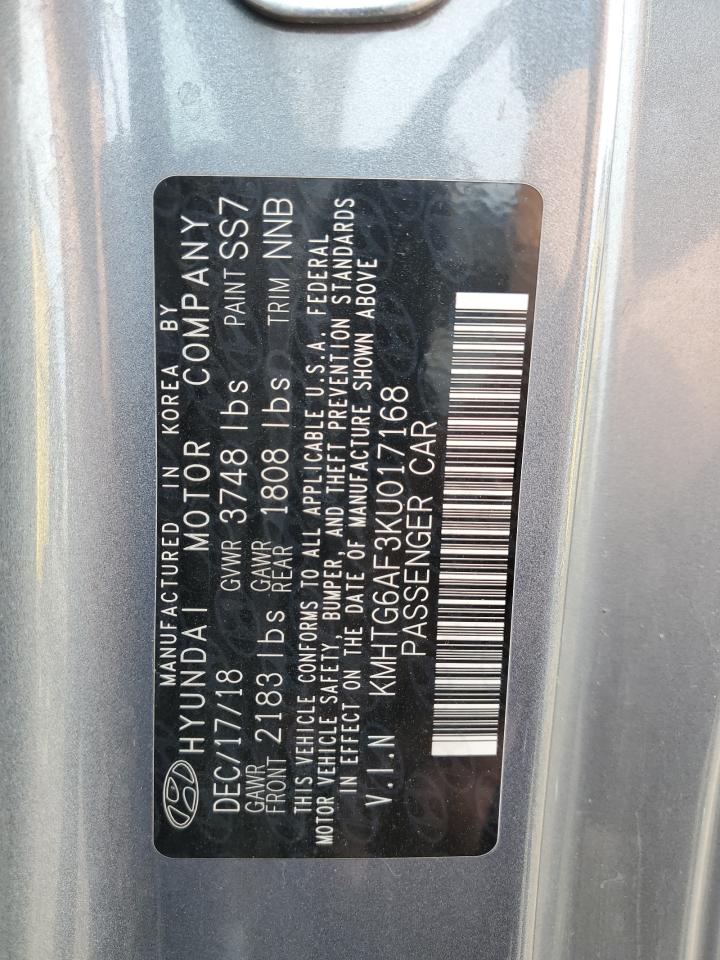 MANUFACTURED IN KOREA BY
HYUNDAI MOTOR COMPANY
DEC/17/18 GVWR 3748 lbs PAINT SS7
GAWR FRONT 2183 lbs GAWR REAR 1808 lbs TRIM NNB
THIS VEHICLE CONFORMS TO ALL APPLICABLE U.S.A. FEDERAL
MOTOR VEHICLE SAFETY, BUMPER, AND THEFT PREVENTION STANDARDS
IN EFFECT ON THE DATE OF MANUFACTURE SHOWN ABOVE
V.I.N KMHTG6AF3KU017168
PASSENGER CAR